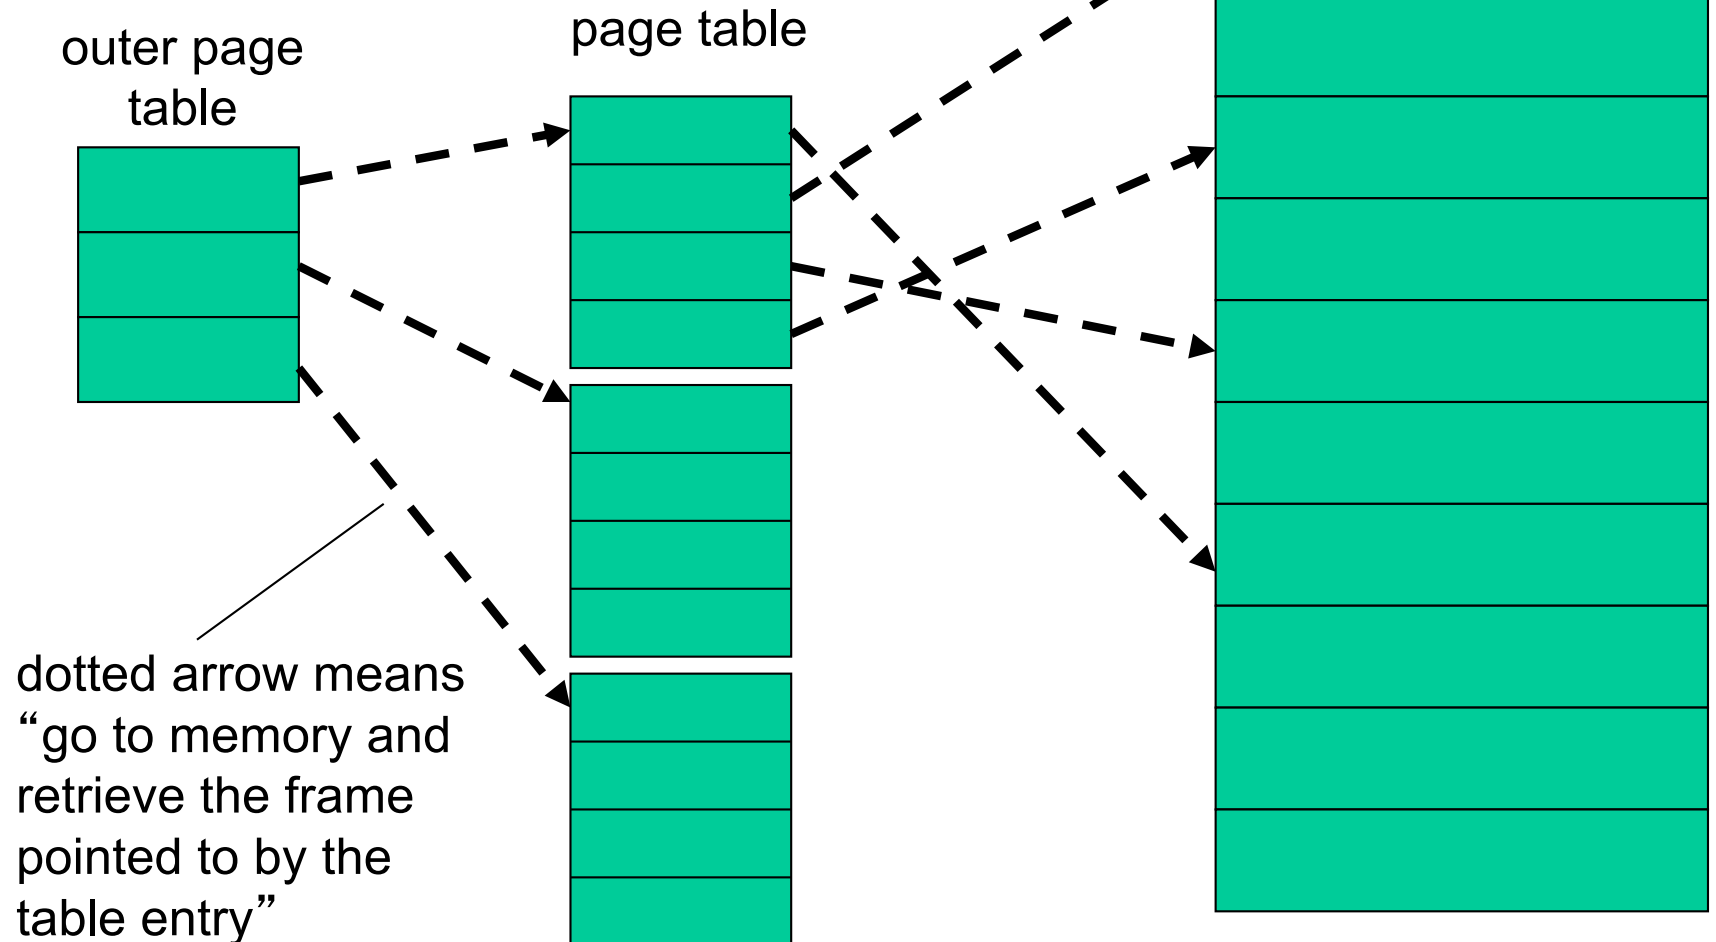 outer page
table
page table
dotted arrow means
“go to memory and
retrieve the frame
pointed to by the
table entry”